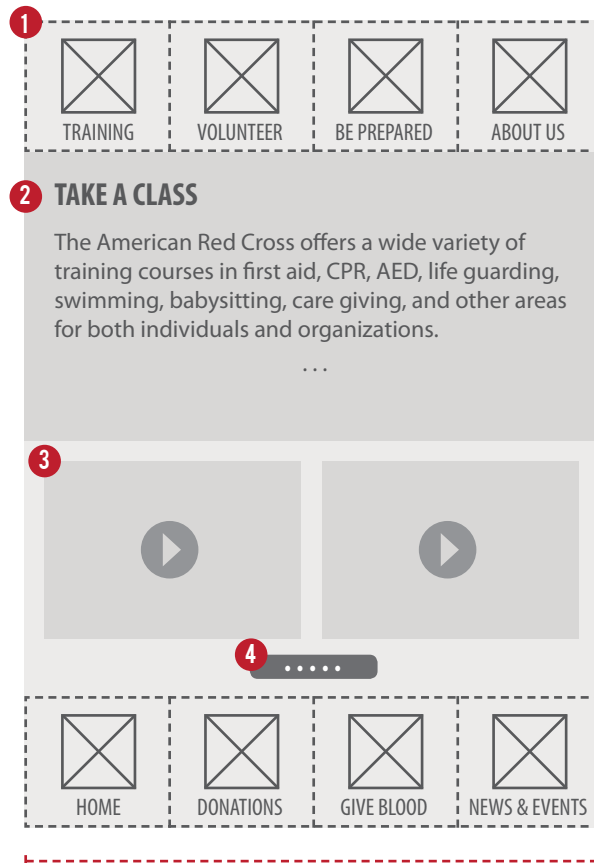 1
TRAINING VOLUNTEER BE PREPARED ABOUT US
2 TAKE A CLASS
The American Red Cross offers a wide variety of
training courses in first aid, CPR, AED, life guarding,
swimming, babysitting, care giving, and other areas
for both individuals and organizations.
...
3
4
HOME DONATIONS GIVE BLOOD NEWS & EVENTS